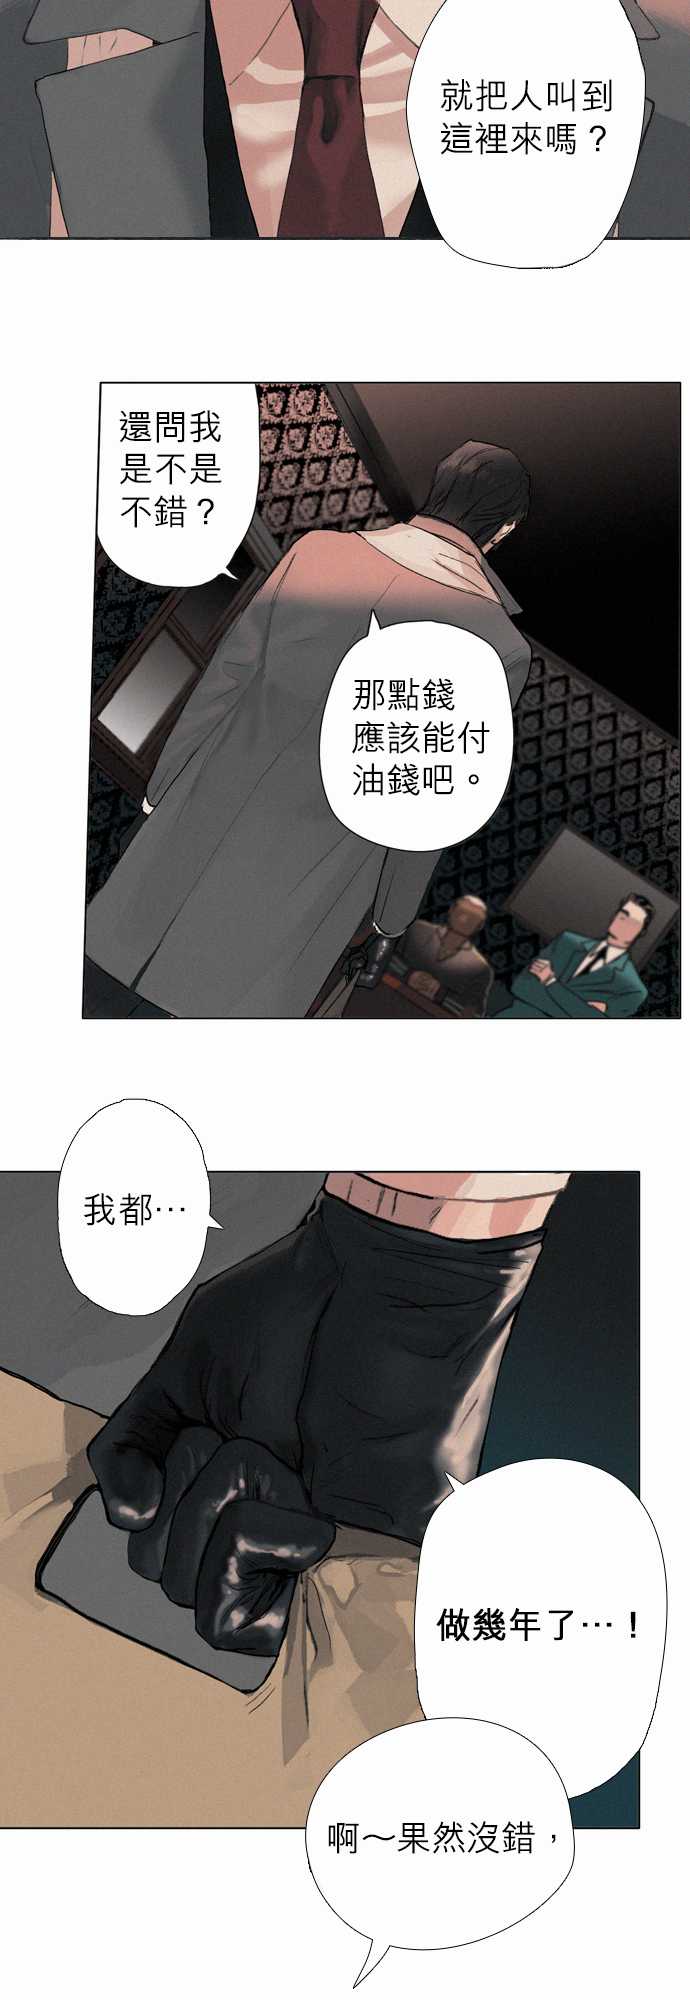 就把人叫到
這裡來嗎？
還問我
是不是
不錯？
那點錢
應該能付
油錢吧。
我都⋯
做幾年了⋯！
啊～果然沒錯，